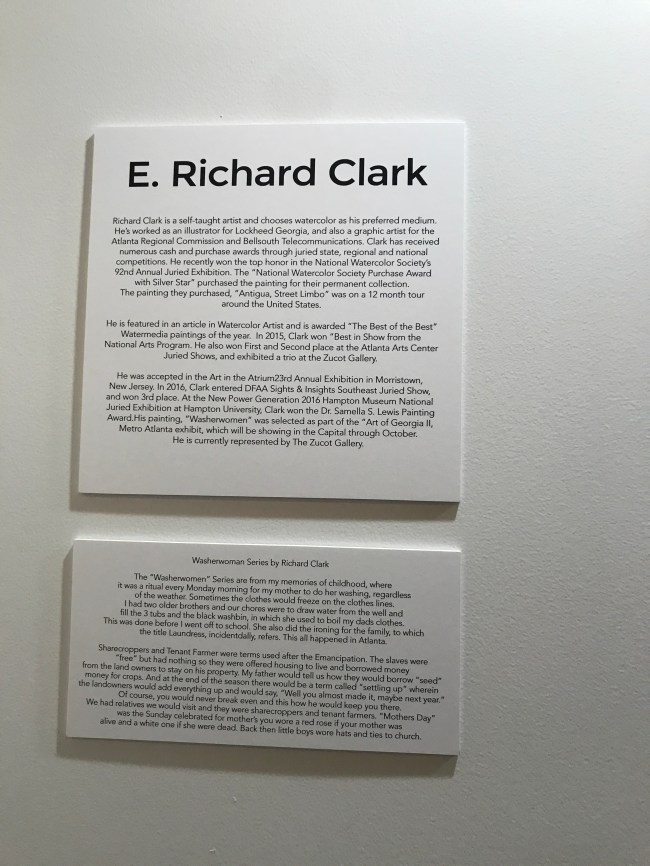 E. Richard Clark
Richard Clark is a self-taught artist and chooses watercolor as his preferred medium.
He's worked as an illustrator for Lockheed Georgia, and also a graphic artist for the
Atlanta Regional Commission and Bellsouth Telecommunications. Clark has received
numerous cash and purchase awards through juried state, regional and national
competitions. He recently won the top honor in the National Watercolor Society's
92nd Annual Juried Exhibition. The "National Watercolor Society Purchase Award
with Silver Star" purchased the painting for their permanent collection.
The painting they purchased, "Antigua, Street Limbo" was on a 12 month tour
around the United States.
He is featured in an article in Watercolor Artist and is awarded "The Best of the Best"
Watermedia paintings of the year. In 2015, Clark won "Best in Show from the
National Arts Program. He also won First and Second place at the Atlanta Arts Center
Juried Shows, and exhibited a trio at the Zucot Gallery.
He was accepted in the Art in the Atrium23rd Annual Exhibition in Morristown,
New Jersey. In 2016, Clark entered DFAA Sights & Insights Southeast Juried Show,
and won 3rd place. At the New Power Generation 2016 Hampton Museum National
Juried Exhibition at Hampton University, Clark won the Dr. Samella S. Lewis Painting
Award.His painting, "Washerwomen" was selected as part of the "Art of Georgia II,
Metro Atlanta exhibit, which will be showing in the Capital through October.
He is currently represented by The Zucot Gallery.
Washerwoman Series by Richard Clark
The "Washerwomen" Series are from my memories of childhood, where
it was a ritual every Monday morning for my mother to do her washing, regardless
of the weather. Sometimes the clothes would freeze on the clothes lines.
I had two older brothers and our chores were to draw water from the well and
fill the 3 tubs and the black washbin, in which she used to boil my dads clothes.
This was done before I went off to school. She also did the ironing for the family, to which
the title Laundress, incidentdally, refers. This all happened in Atlanta.
Sharecroppers and Tenant Farmer were terms used after the Emancipation. The slaves were
"free" but had nothing so they were offered housing to live and borrowed money
from the land owners to stay on his property. My father would tell us how they would borrow "seed"
money for crops. And at the end of the season there would be a term called "settling up" wherein
the landowners would add everything up and would say, "Well you almost made it, maybe next year."
Of course, you would never break even and this how he would keep you there.
We had relatives we would visit and they were sharecroppers and tenant farmers. "Mothers Day"
was the Sunday celebrated for mother's you wore a red rose if your mother was
alive and a white one if she were dead. Back then little boys wore hats and ties to church.